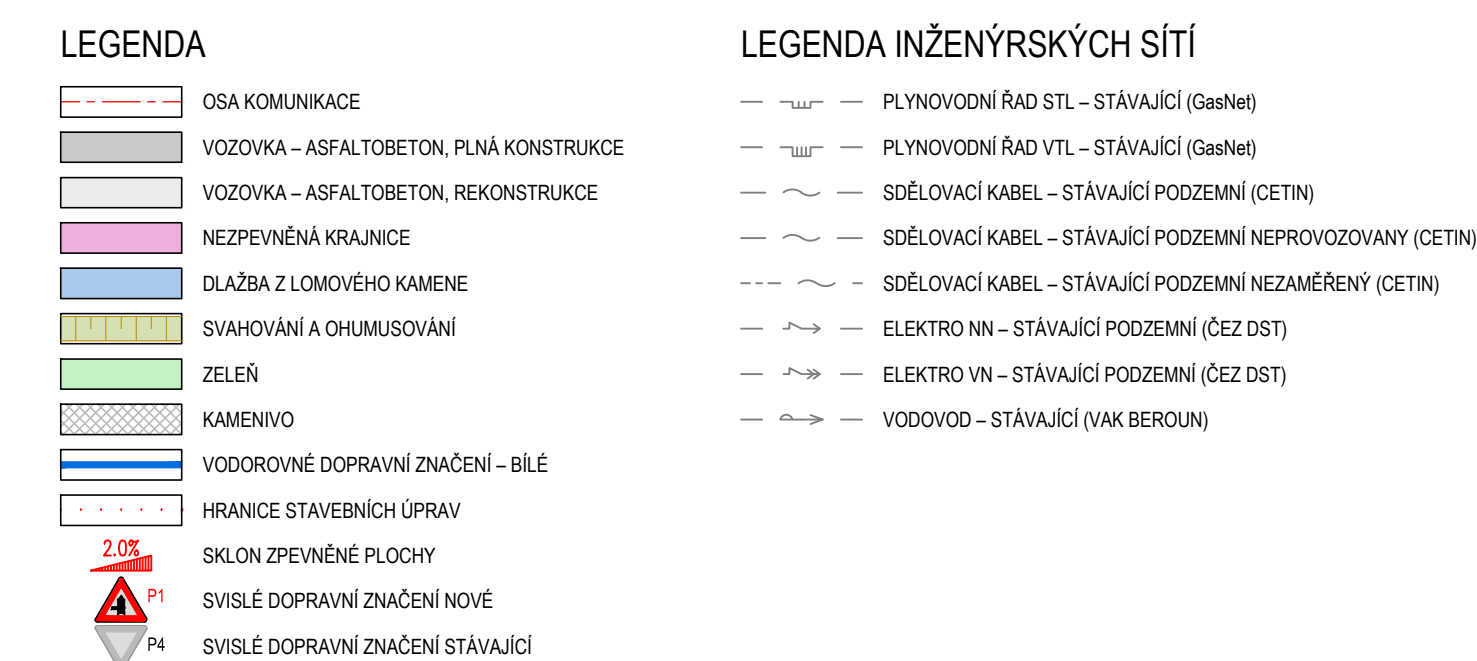 LEGENDA
OSA KOMUNIKACE
VOZOVKA – ASFALTOBETON, PLNÁ KONSTRUKCE
VOZOVKA – ASFALTOBETON, REKONSTRUKCE
NEZPEVNĚNÁ KRAJNICE
DLAŽBA Z LOMOVÉHO KAMENE
SVAHOVÁNÍ A OHUMUSOVÁNÍ
ZELEŇ
KAMENIVO
VODOROVNÉ DOPRAVNÍ ZNAČENÍ – BÍLÉ
HRANICE STAVEBNÍCH ÚPRAV
2.0% SKLON ZPEVNĚNÉ PLOCHY
P1 SVISLÉ DOPRAVNÍ ZNAČENÍ NOVÉ
P4 SVISLÉ DOPRAVNÍ ZNAČENÍ STÁVAJÍCÍ
LEGENDA INŽENÝRSKÝCH SÍTÍ
PLYNOVODNÍ ŘAD STL – STÁVAJÍCÍ (GasNet)
PLYNOVODNÍ ŘAD VTL – STÁVAJÍCÍ (GasNet)
SDĚLOVACÍ KABEL – STÁVAJÍCÍ PODZEMNÍ (CETIN)
SDĚLOVACÍ KABEL – STÁVAJÍCÍ PODZEMNÍ NEPROVOZOVANY (CETIN)
SDĚLOVACÍ KABEL – STÁVAJÍCÍ PODZEMNÍ NEZAMĚŘENÝ (CETIN)
ELEKTRO NN – STÁVAJÍCÍ PODZEMNÍ (ČEZ DST)
ELEKTRO VN – STÁVAJÍCÍ PODZEMNÍ (ČEZ DST)
VODOVOD – STÁVAJÍCÍ (VAK BEROUN)